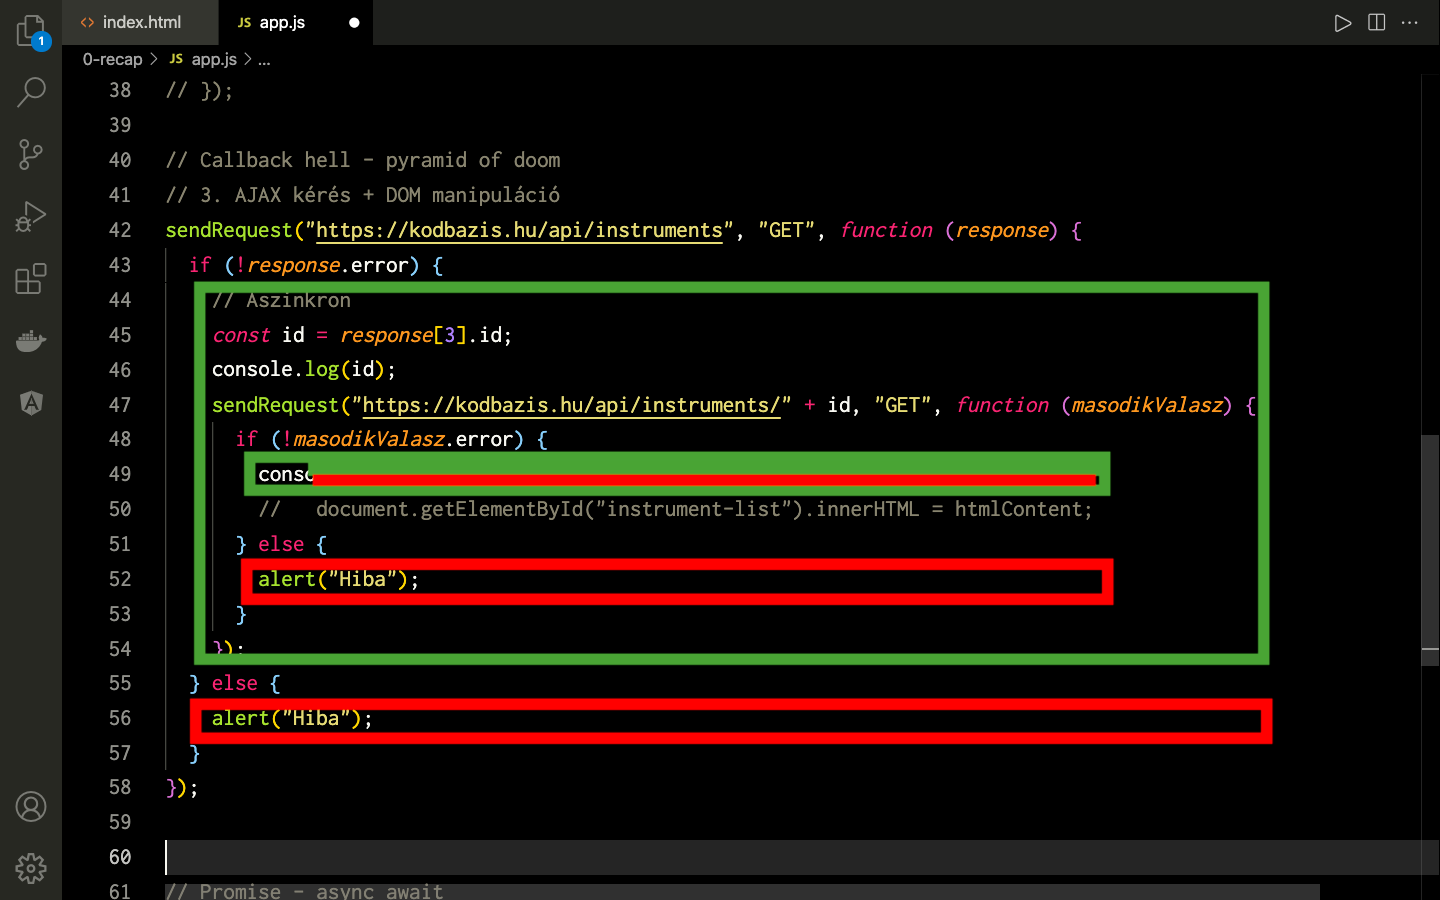 1
<> index.html
JS app.js
0-recap > JS app.js > ...
38 // });
39
40 // Callback hell - pyramid of doom
41 // 3. AJAX kérés + DOM manipuláció
42 sendRequest("https://kodbazis.hu/api/instruments", "GET", function (response) {
43 if (!response.error) {
44 // Aszinkron
45 const id = response[3].id;
46 console.log(id);
47 sendRequest("https://kodbazis.hu/api/instruments/" + id, "GET", function (masodikValasz) {
48 if (!masodikValasz.error) {
49
50 // document.getElementById("instrument-list").innerHTML = htmlContent;
51 } else {
52 alert("Hiba");
53 }
54 });
55 } else {
56 alert("Hiba");
57 }
58 });
59
60
61 // Promise - async await